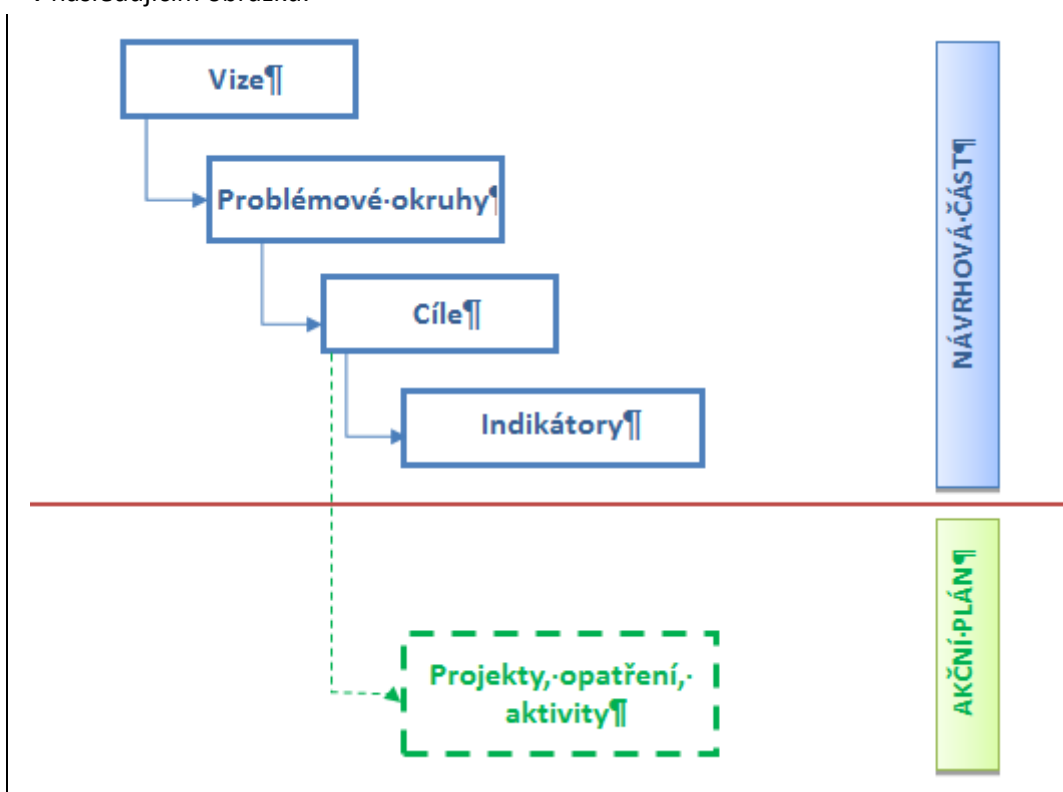 Vize¶
Problémové·okruhy¶
Cíle¶
Indikátory¶
NÁVRHOVÁ·ČÁST¶
Projekty,·opatření,·
aktivity¶
AKČNÍ·PLÁN¶